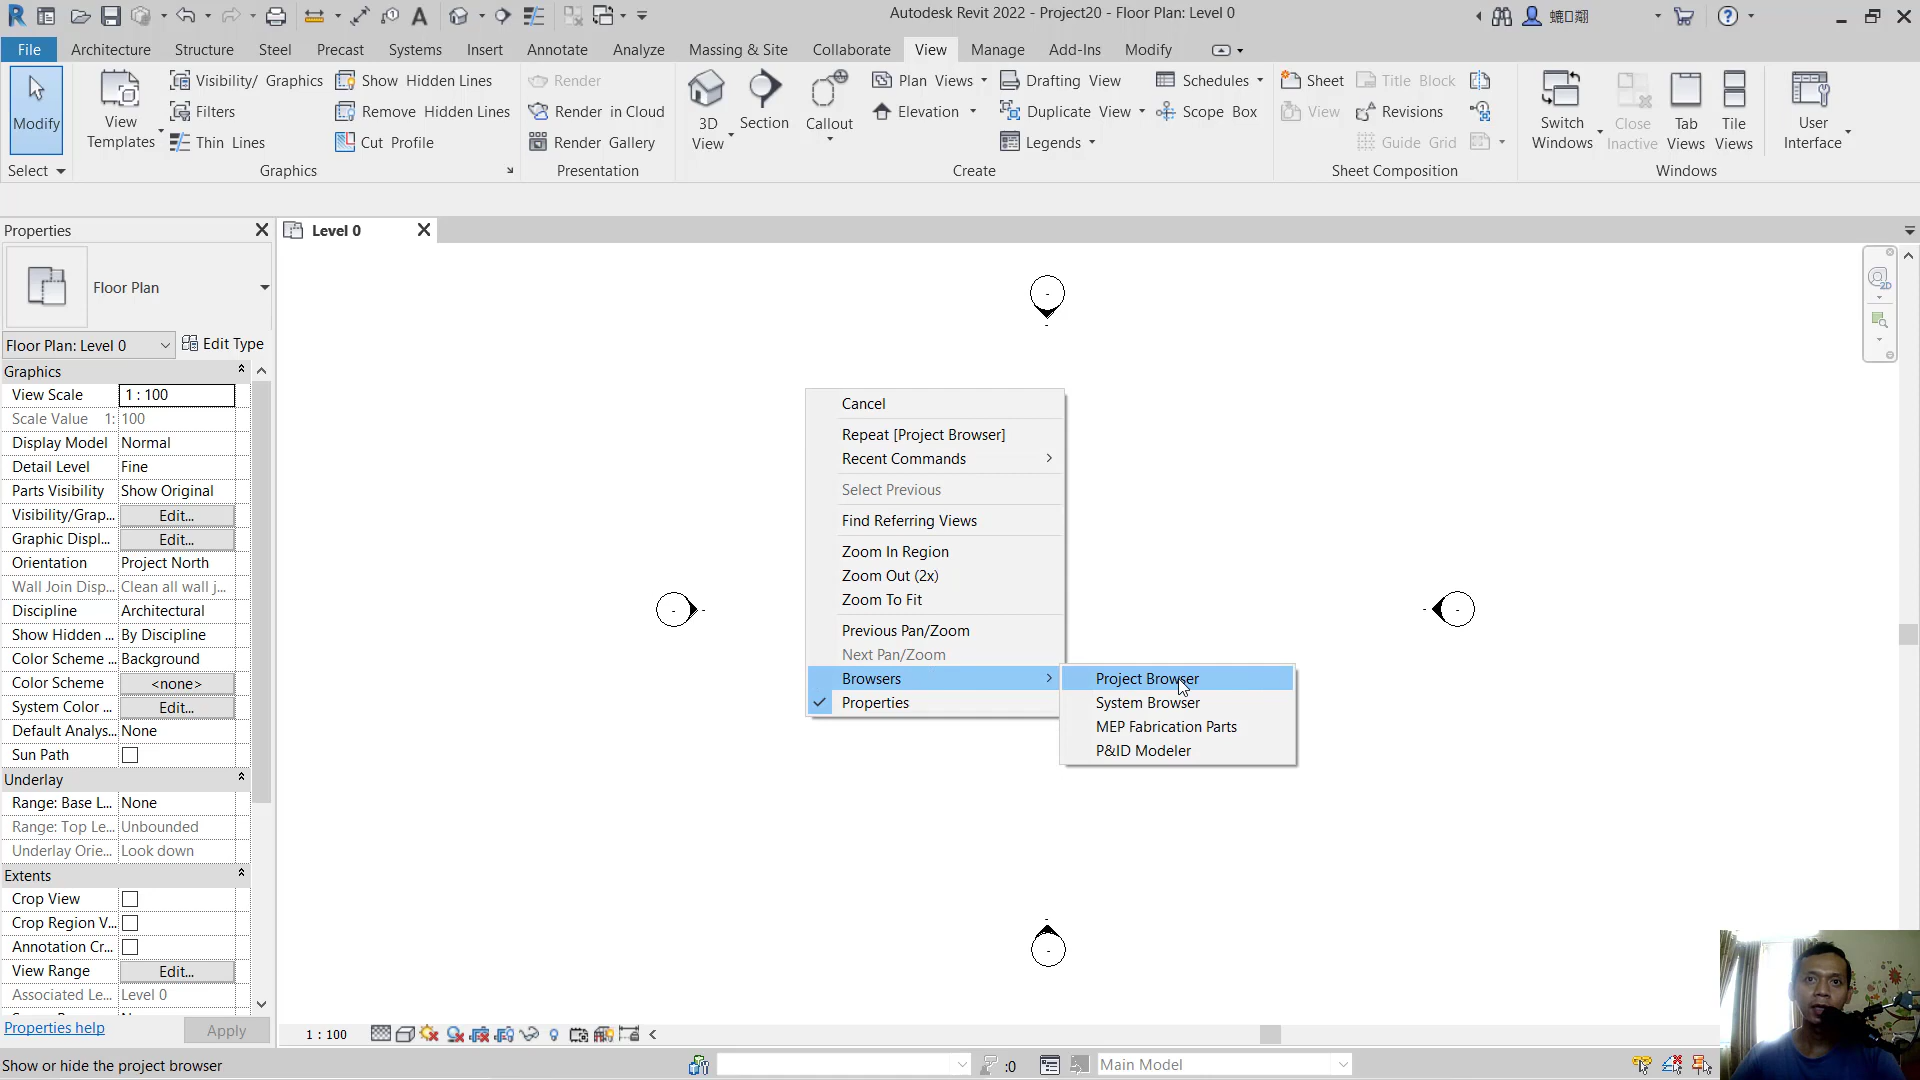 Autodesk Revit 2022 - Project20 - Floor Plan: Level 0
File Architecture Structure Steel Precast Systems Insert Annotate Analyze Massing & Site Collaborate View Manage Add-Ins Modify
Modify
Select
View Templates
Visibility/ Graphics
Filters
Thin Lines
Show Hidden Lines
Remove Hidden Lines
Cut Profile
Graphics
Render
Render in Cloud
Render Gallery
Presentation
3D View
Section
Callout
Plan Views
Elevation
Drafting View
Duplicate View
Legends
Schedules
Scope Box
Create
Sheet
View
Title Block
Revisions
Guide Grid
Sheet Composition
Switch Windows
Close Inactive
Tab Views
Tile Views
Windows
User Interface
Properties
Level 0
Floor Plan
Floor Plan: Level 0 Edit Type
Graphics
View Scale 1 : 100
Scale Value 1: 100
Display Model Normal
Detail Level Fine
Parts Visibility Show Original
Visibility/Grap... Edit...
Graphic Displ... Edit...
Orientation Project North
Wall Join Disp... Clean all wall j...
Discipline Architectural
Show Hidden ... By Discipline
Color Scheme ... Background
Color Scheme <none>
System Color ... Edit...
Default Analys... None
Sun Path
Underlay
Range: Base L... None
Range: Top Le... Unbounded
Underlay Orie... Look down
Extents
Crop View
Crop Region V...
Annotation Cr...
View Range Edit...
Associated Le... Level 0
Properties help Apply
Cancel
Repeat [Project Browser]
Recent Commands
Select Previous
Find Referring Views
Zoom In Region
Zoom Out (2x)
Zoom To Fit
Previous Pan/Zoom
Next Pan/Zoom
Browsers
Properties
Project Browser
System Browser
MEP Fabrication Parts
P&ID Modeler
2D
1 : 100
Show or hide the project browser
:0
Main Model